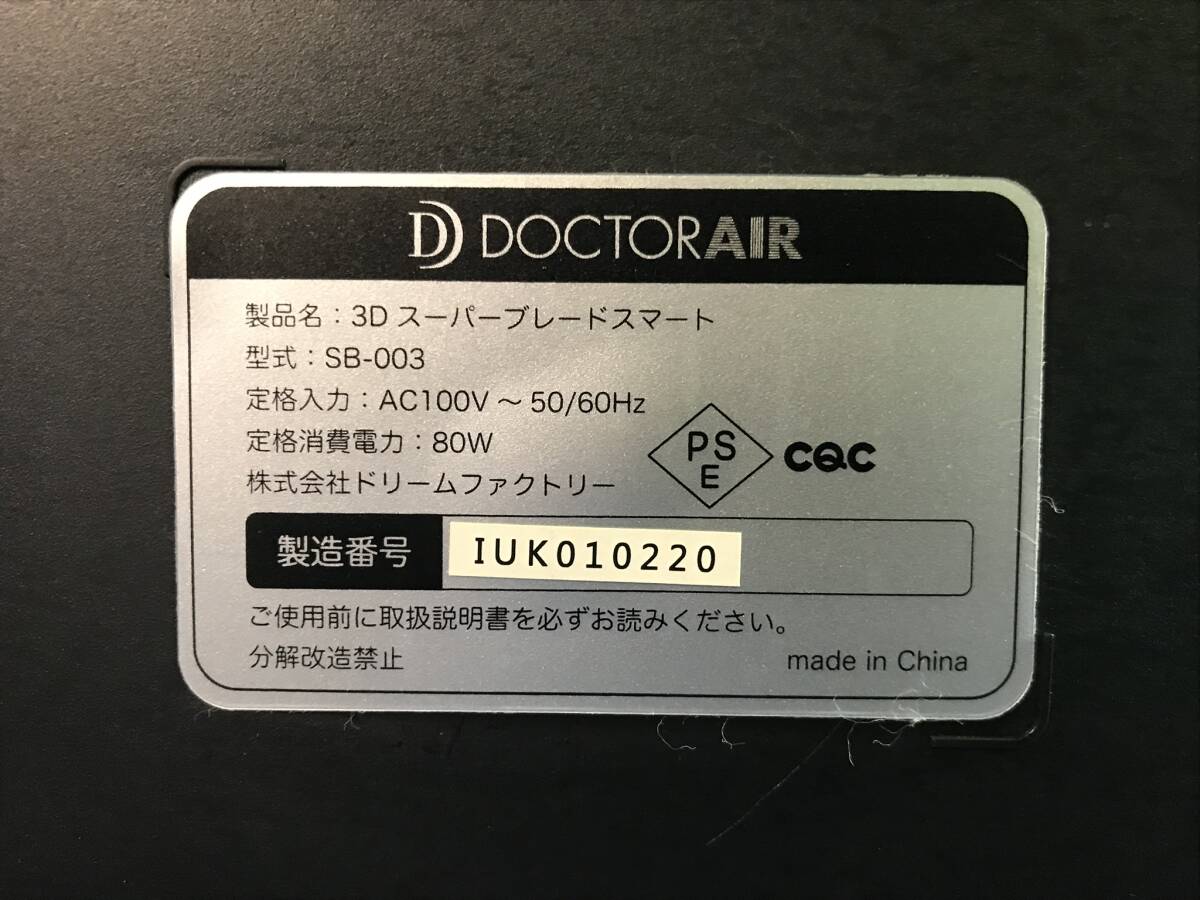 DOCTORAIR
製品名：3D スーパーブレードスマート
型式：SB-003
定格入力：AC100V ～ 50/60Hz
定格消費電力：80W
株式会社ドリームファクトリー
PS
E
CQC
製造番号 IUK010220
ご使用前に取扱説明書を必ずお読みください。
分解改造禁止
made in China